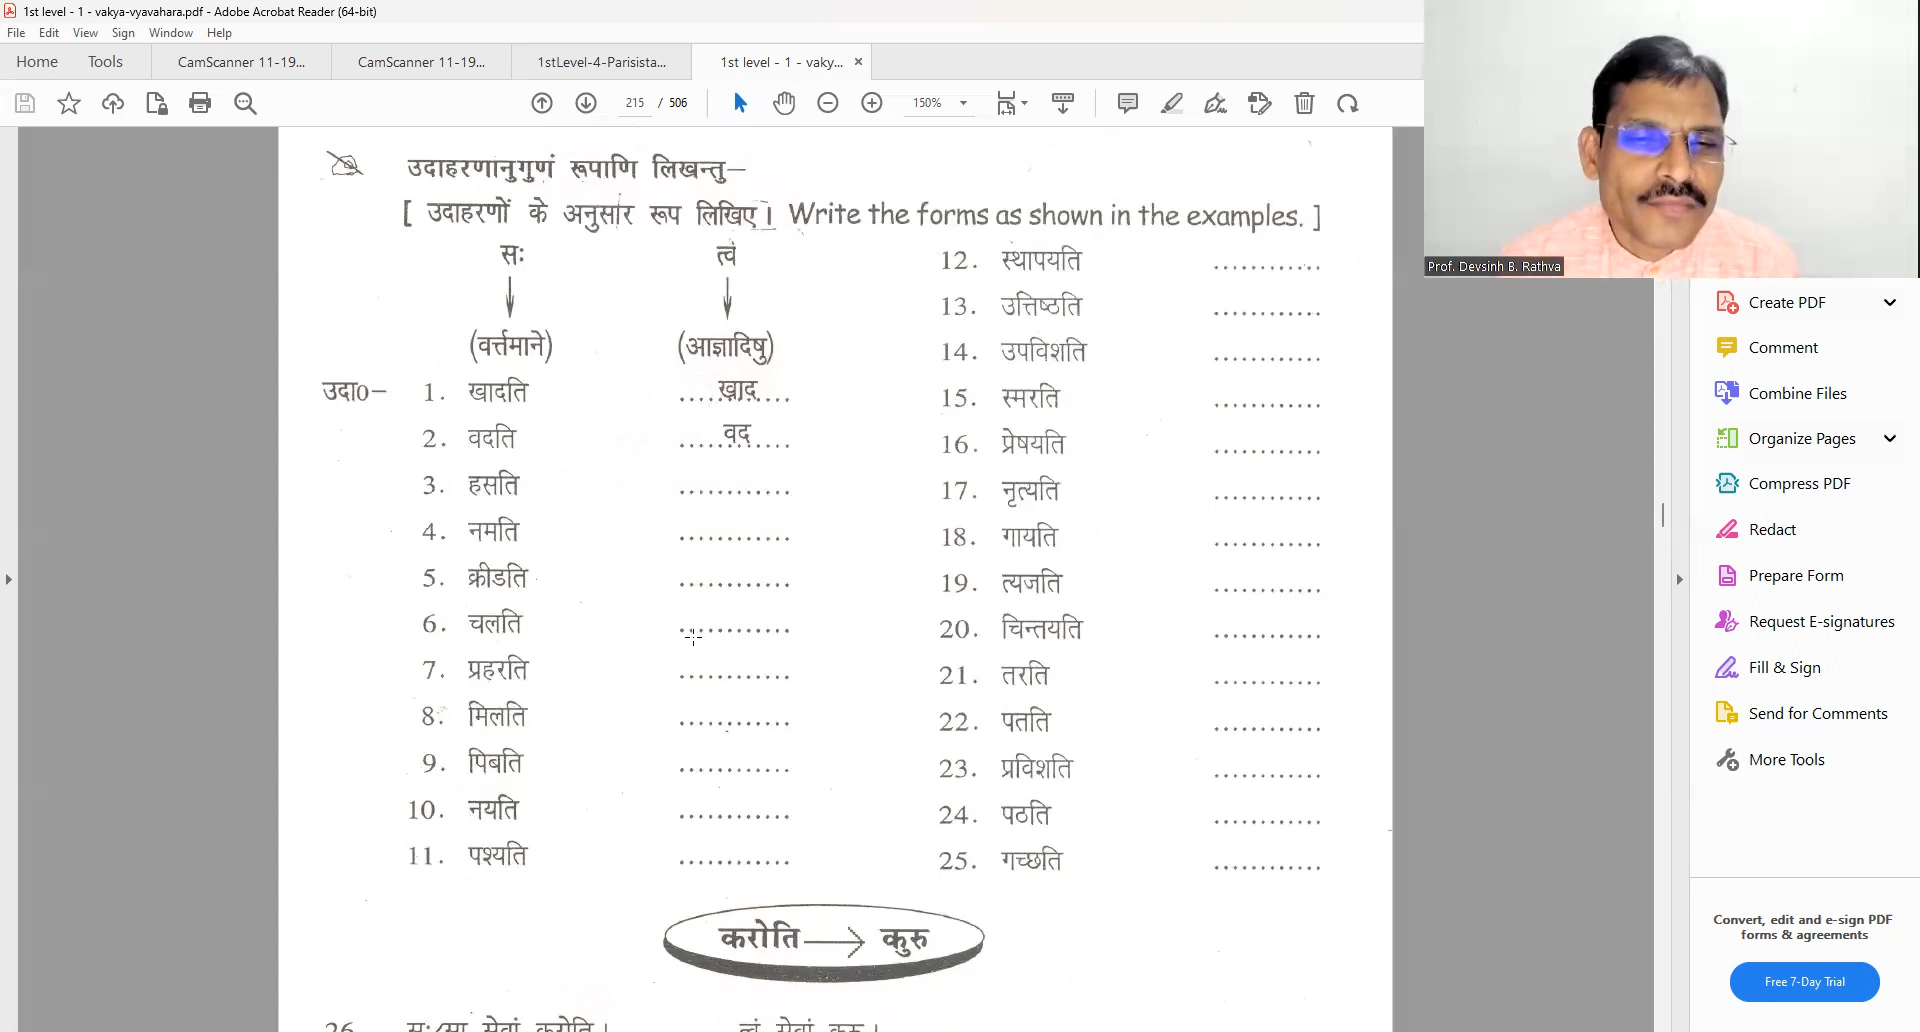 1st level - 1 - vakya-vyavahara.pdf - Adobe Acrobat Reader (64-bit)
File Edit View Sign Window Help
Home Tools CamScanner 11-19... CamScanner 11-19... 1stLevel-4-Parisista... 1st level - 1 - vaky... ×
215 / 506 150%
उदाहरणानुगुणं रूपाणि लिखन्तु–
[ उदाहरणों के अनुसार रूप लिखिए। Write the forms as shown in the examples. ]
सः त्वं
(वर्त्तमाने) (आज्ञादिषु)
उदा०– 1. खादति ....खाद....
2. वदति ....वद....
3. हसति ............
4. नमति ............
5. क्रीडति ............
6. चलति ............
7. प्रहरति ............
8. मिलति ............
9. पिबति ............
10. नयति ............
11. पश्यति ............
12. स्थापयति ............
13. उत्तिष्ठति ............
14. उपविशति ............
15. स्मरति ............
16. प्रेषयति ............
17. नृत्यति ............
18. गायति ............
19. त्यजति ............
20. चिन्तयति ............
21. तरति ............
22. पतति ............
23. प्रविशति ............
24. पठति ............
25. गच्छति ............
करोति → कुरु
26. सः/सा सेवां करोति। त्वं सेवां कुरु।
Prof. Devsinh B. Rathva
Create PDF
Comment
Combine Files
Organize Pages
Compress PDF
Redact
Prepare Form
Request E-signatures
Fill & Sign
Send for Comments
More Tools
Convert, edit and e-sign PDF
forms & agreements
Free 7-Day Trial